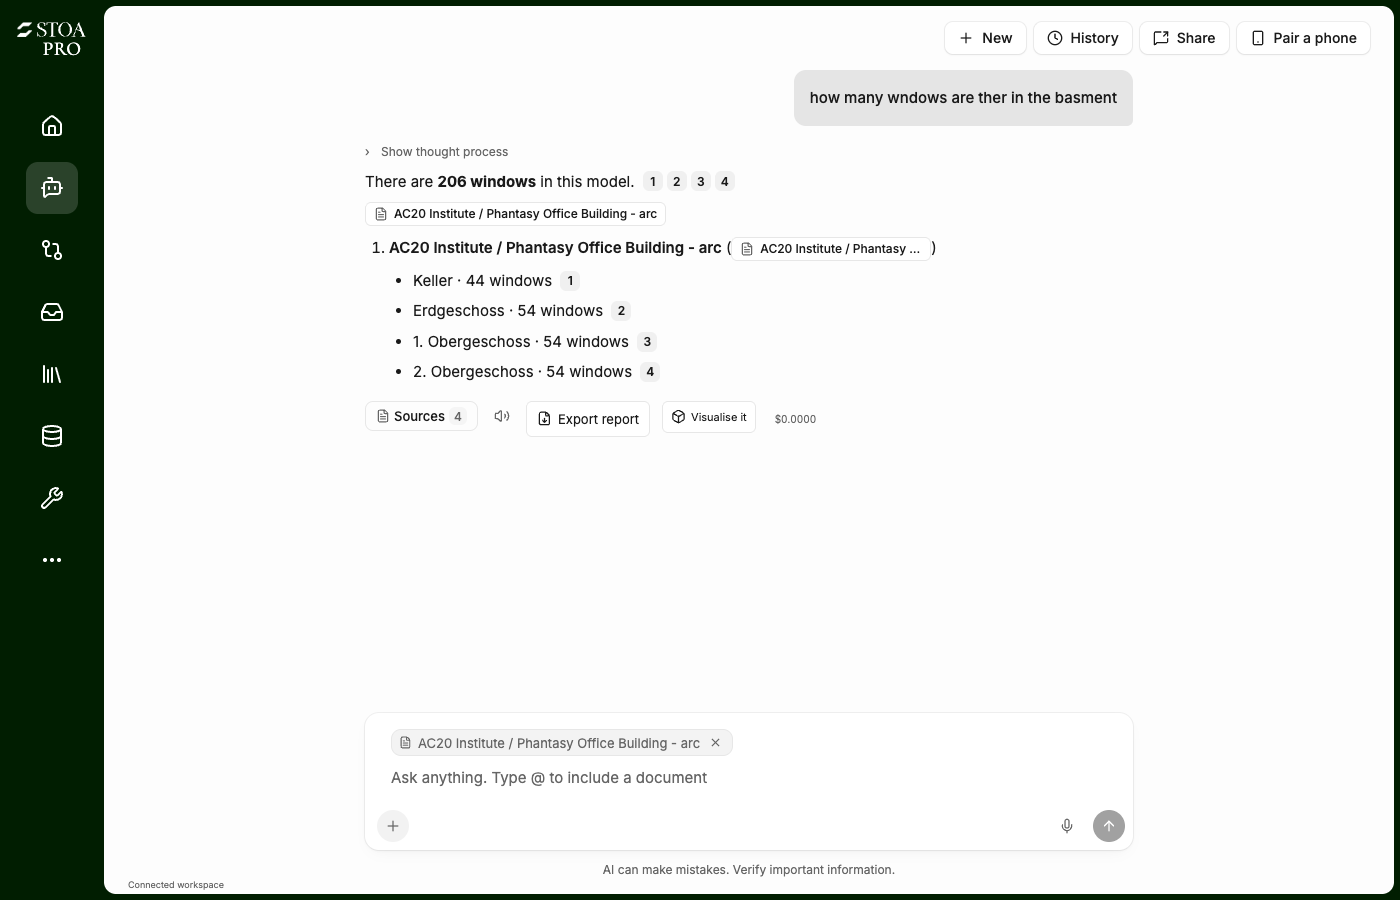 STOA
PRO
New
History
Share
Pair a phone
how many wndows are ther in the basment
Show thought process
There are 206 windows in this model. 1 2 3 4
AC20 Institute / Phantasy Office Building - arc
1. AC20 Institute / Phantasy Office Building - arc (AC20 Institute / Phantasy ...)
• Keller · 44 windows 1
• Erdgeschoss · 54 windows 2
• 1. Obergeschoss · 54 windows 3
• 2. Obergeschoss · 54 windows 4
Sources 4
Export report
Visualise it
$0.0000
AC20 Institute / Phantasy Office Building - arc
Ask anything. Type @ to include a document
AI can make mistakes. Verify important information.
Connected workspace